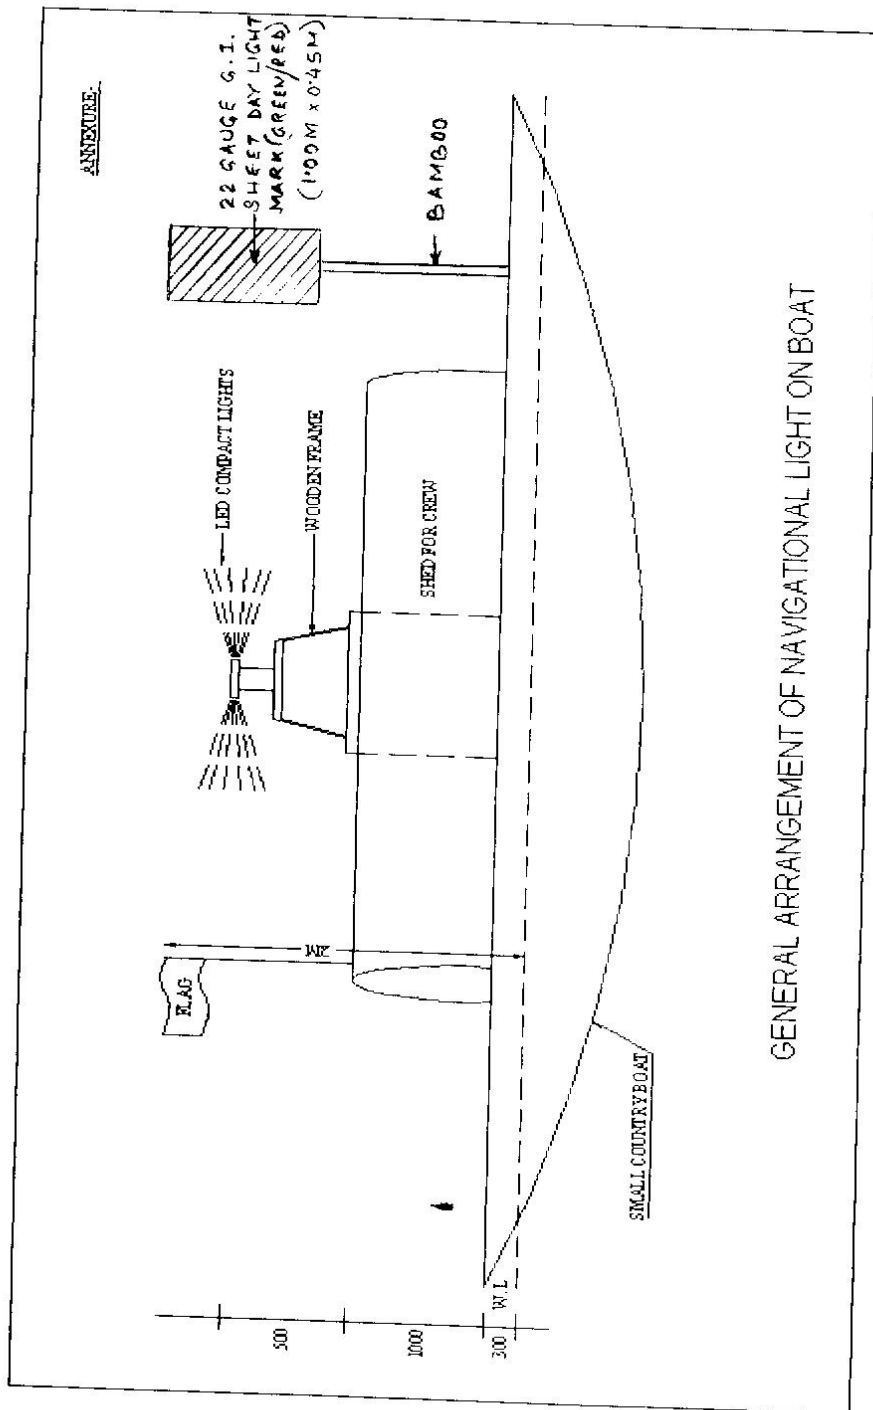 ANNEXURE-
22 GAUGE G.I.
SHEET DAY LIGHT
MARK (GREEN/RED)
(1.00M x 0.45M)
BAMBOO
LED COMPACT LIGHTS
WOODEN FRAME
SHED FOR CREW
FLAG
2M
SMALL COUNTRY BOAT
500
1000
300
W.L
GENERAL ARRANGEMENT OF NAVIGATIONAL LIGHT ON BOAT